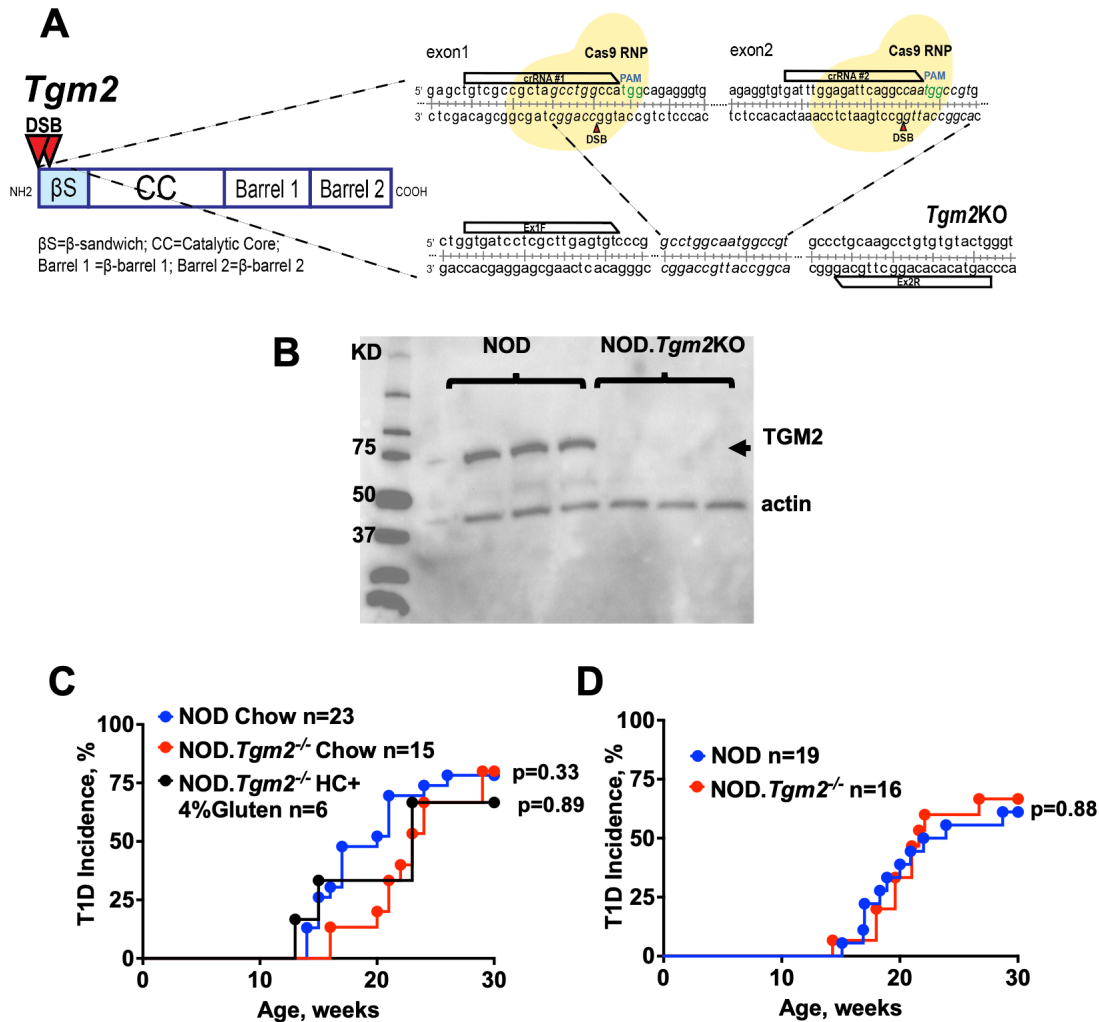 A
Tgm2
DSB
NH2
βS
CC
Barrel 1
Barrel 2
COOH
βS=β-sandwich; CC=Catalytic Core;
Barrel 1 =β-barrel 1; Barrel 2=β-barrel 2
exon1
Cas9 RNP
crRNA #1
PAM
5' gagctgtcgccgctagcctggccatggcagagggtg
3' ctcgacagcggcgatcggaccggtaccgtctcccac
DSB
exon2
Cas9 RNP
crRNA #2
PAM
agaggtgtgatttggagattcaggccaatggccgtg
tctccacactaaacctctaagtccggttaccggcac
DSB
Tgm2KO
Ex1F
5' ctggtgatcctcgcttgagtgtcccg
gcctggcaatggccgt
gccctgcaagcctgtgtgtactgggt
3' gaccacgaggagcgaactcacagggc
cggaccgttaccggca
cgggacgttcggacacacatgaccca
Ex2R
B
KD
NOD
NOD.Tgm2KO
75
TGM2
50
actin
37
C
NOD Chow n=23
NOD.Tgm2-/- Chow n=15
NOD.Tgm2-/- HC+
4%Gluten n=6
p=0.33
p=0.89
T1D Incidence, %
100
75
50
25
0
0
10
20
30
Age, weeks
D
NOD n=19
NOD.Tgm2-/- n=16
p=0.88
T1D Incidence, %
100
75
50
25
0
0
10
20
30
Age, weeks